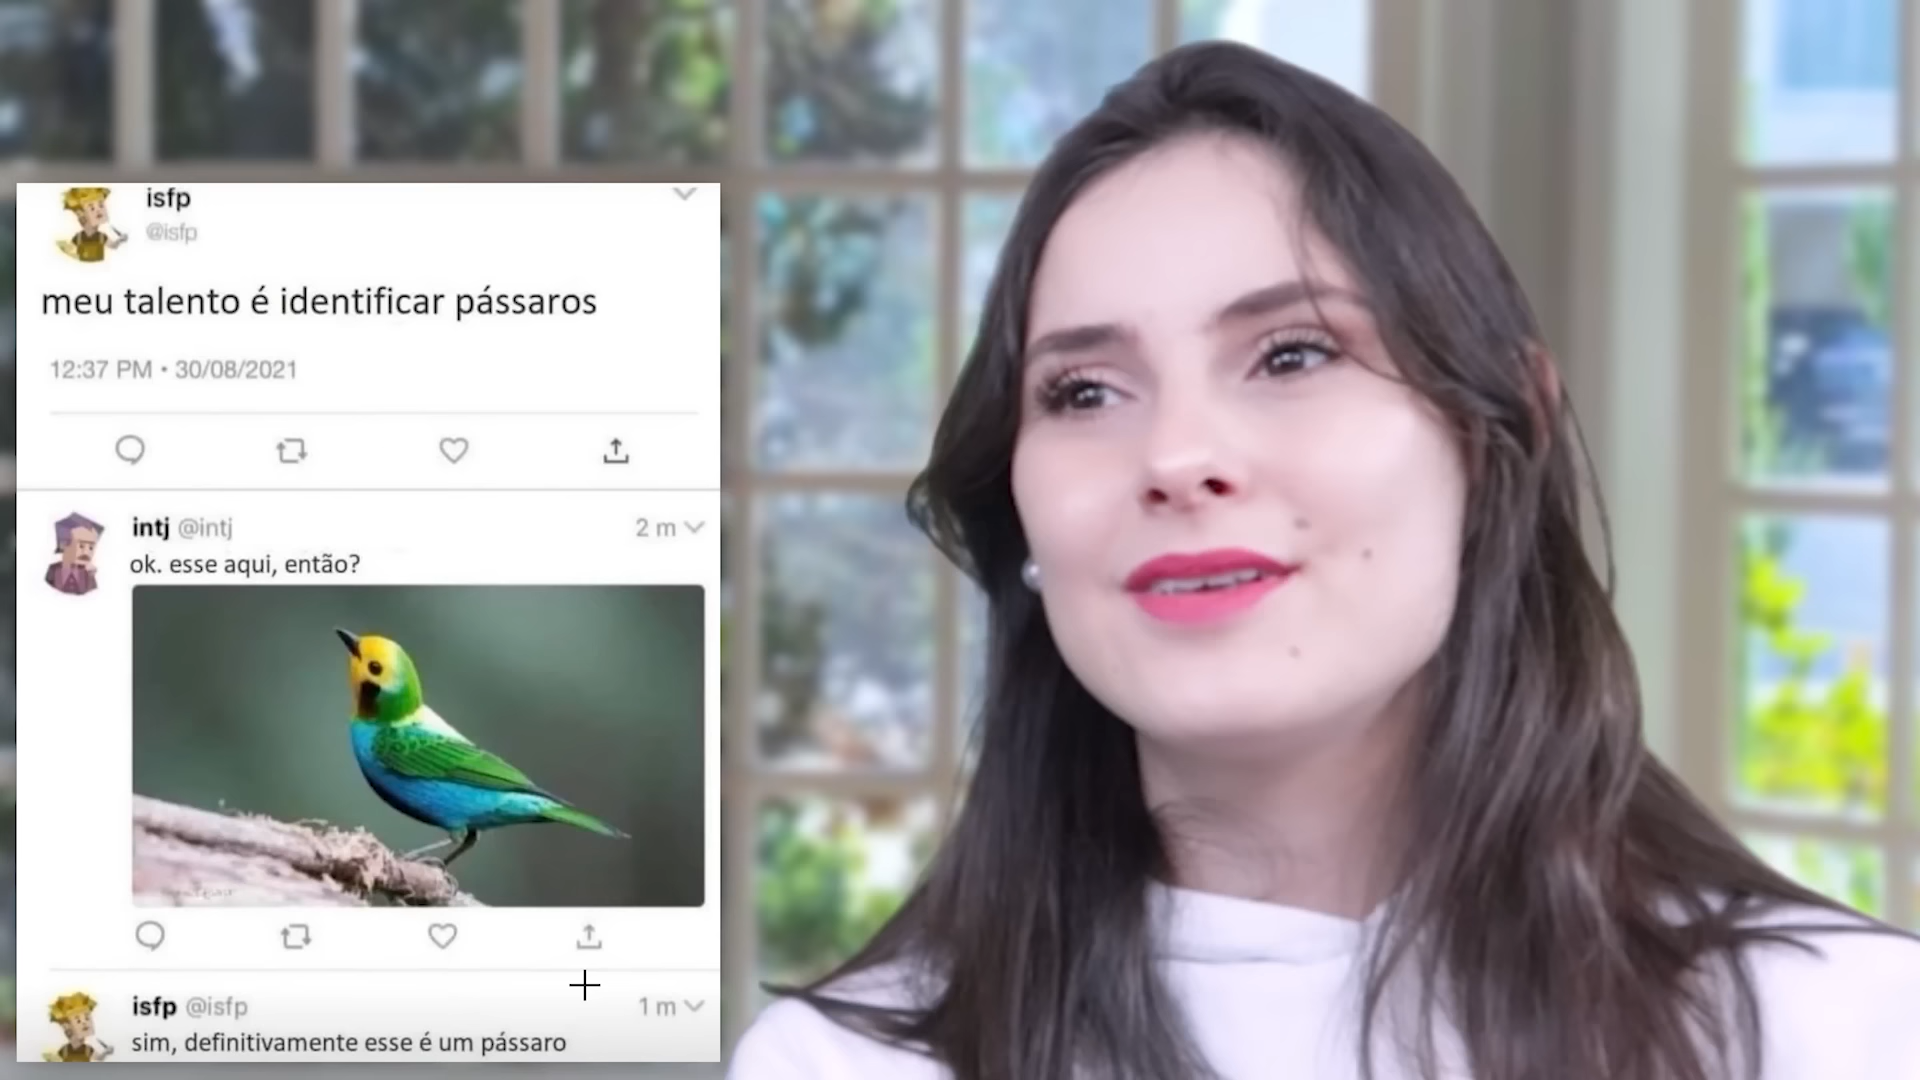 isfp
@isfp
meu talento é identificar pássaros
12:37 PM • 30/08/2021
intj @intj 2 m
ok. esse aqui, então?
isfp @isfp 1 m
sim, definitivamente esse é um pássaro